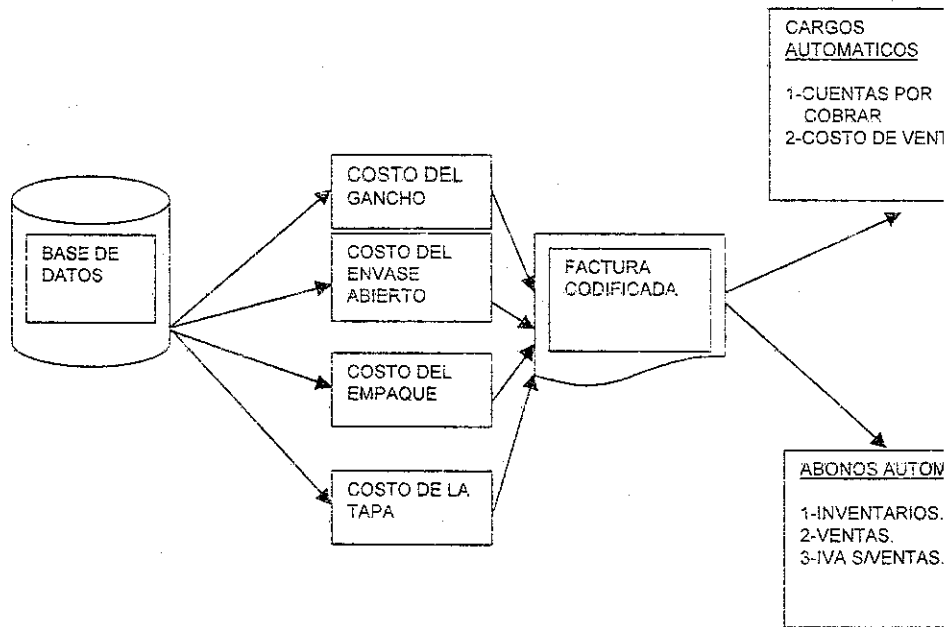 BASE DE
DATOS
COSTO DEL
GANCHO
COSTO DEL
ENVASE
ABIERTO
COSTO DEL
EMPAQUE
COSTO DE LA
TAPA
FACTURA
CODIFICADA
CARGOS
AUTOMATICOS
1-CUENTAS POR
COBRAR
2-COSTO DE VENT
ABONOS AUTOM
1-INVENTARIOS.
2-VENTAS.
3-IVA S/VENTAS.